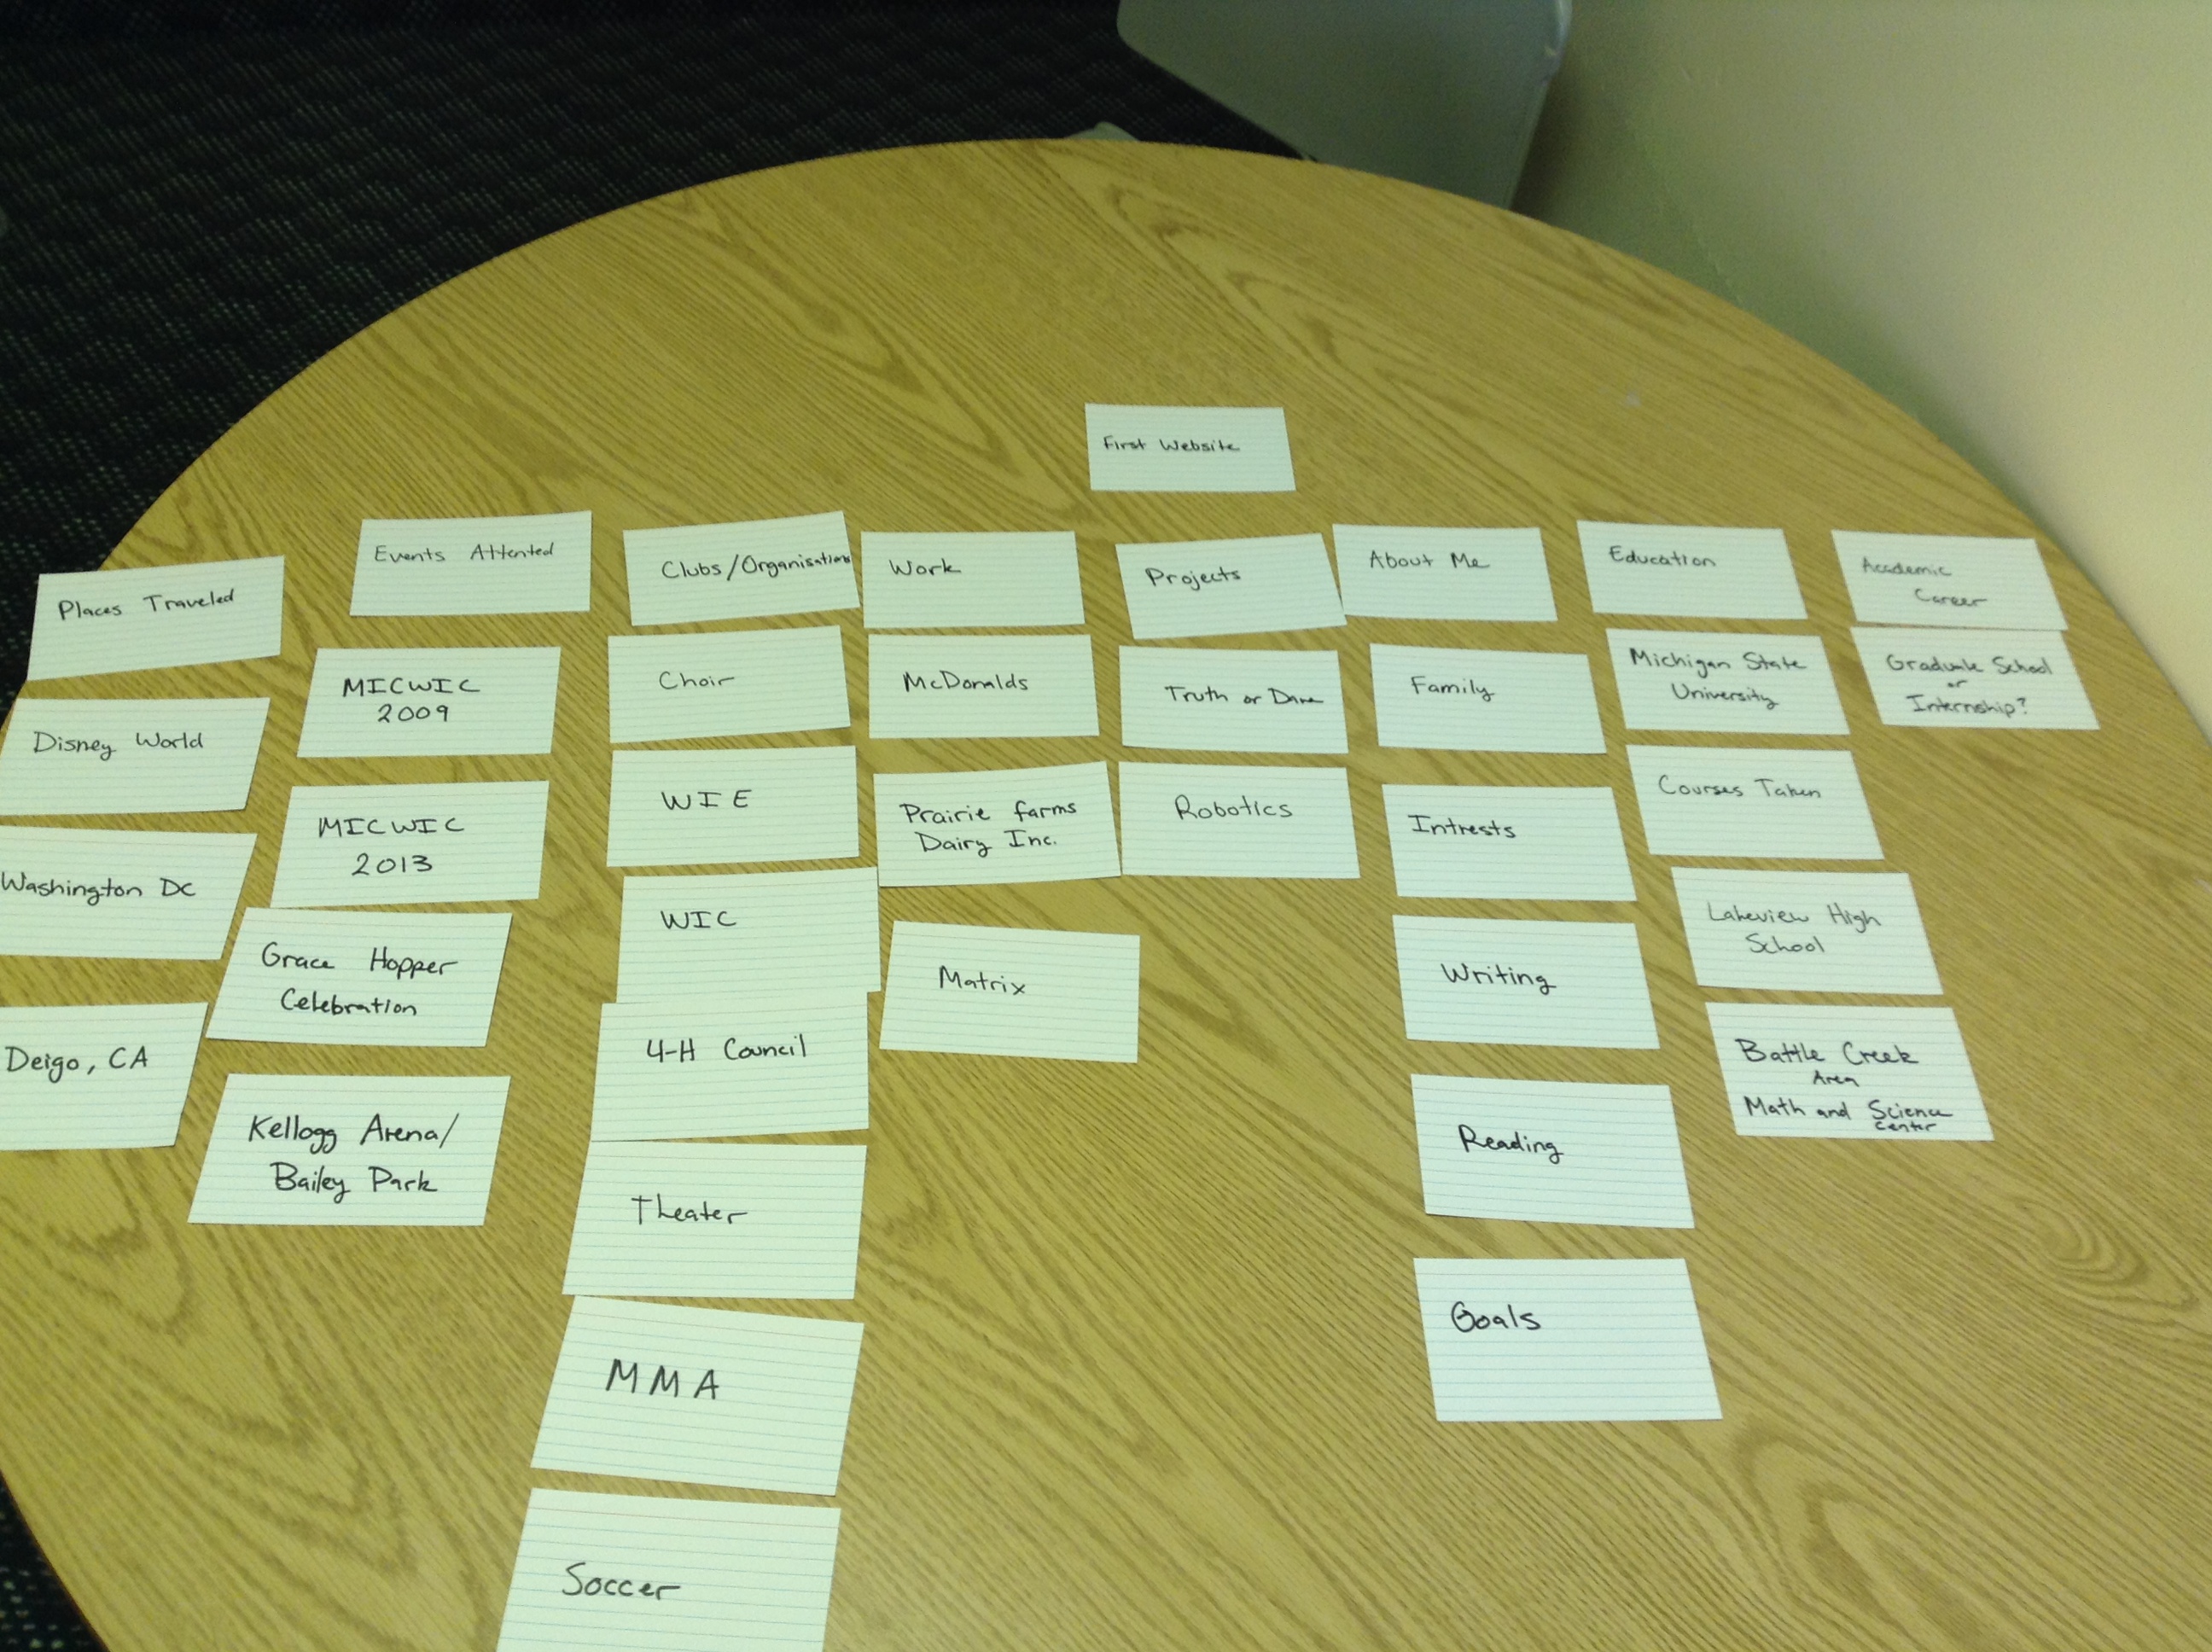 First Website
Places Traveled
Disney World
Washington DC
Deigo, CA
Events Attented
MICWIC
2009
MICWIC
2013
Grace Hopper
Celebration
Kellogg Arena/
Bailey Park
Clubs/Organisations
Choir
WIE
WIC
4-H Council
Theater
MMA
Soccer
Work
McDonalds
Prairie farms
Dairy Inc.
Matrix
Projects
Truth or Dare
Robotics
About Me
Family
Intrests
Writing
Reading
Goals
Education
Michigan State
University
Courses Taken
Lakeview High
School
Battle Creek
Area
Math and Science
Center
Academic
Career
Graduate School
or
Internship?